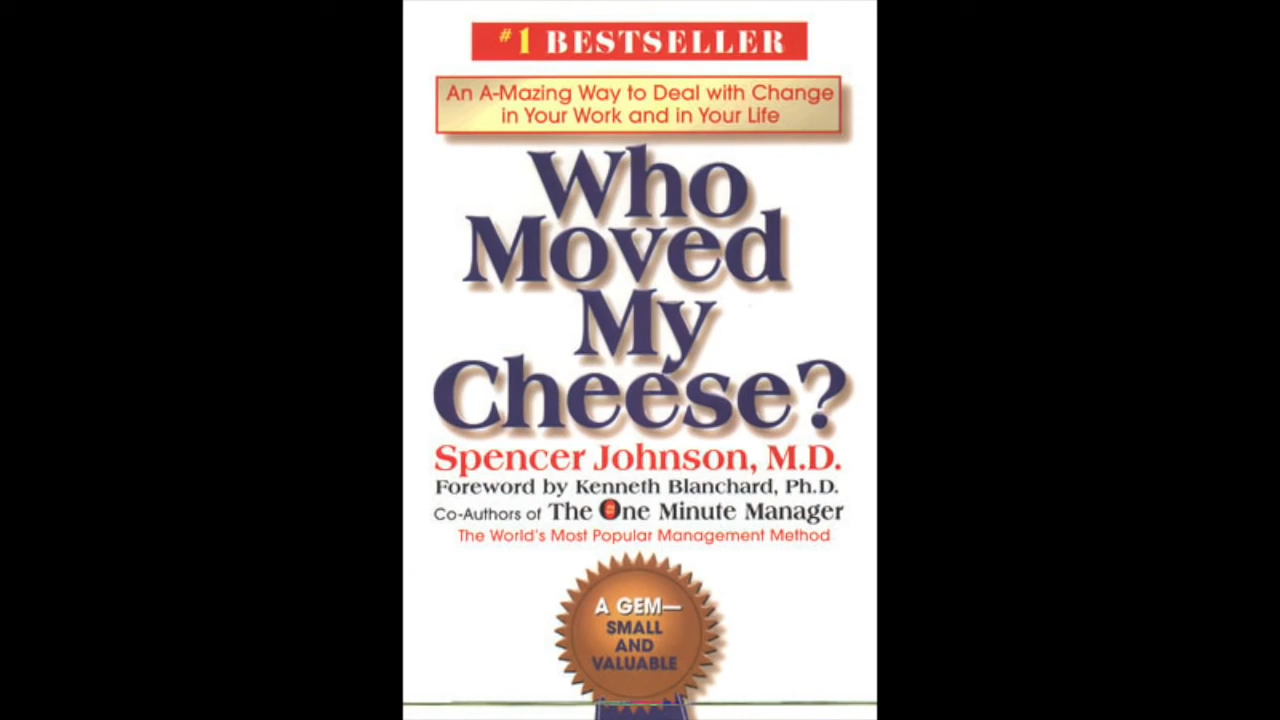 #1 BESTSELLER
An A-Mazing Way to Deal with Change
in Your Work and in Your Life
Who
Moved
My
Cheese?
Spencer Johnson, M.D.
Foreword by Kenneth Blanchard, Ph.D.
Co-Authors of The One Minute Manager
The World's Most Popular Management Method
A GEM—
SMALL
AND
VALUABLE